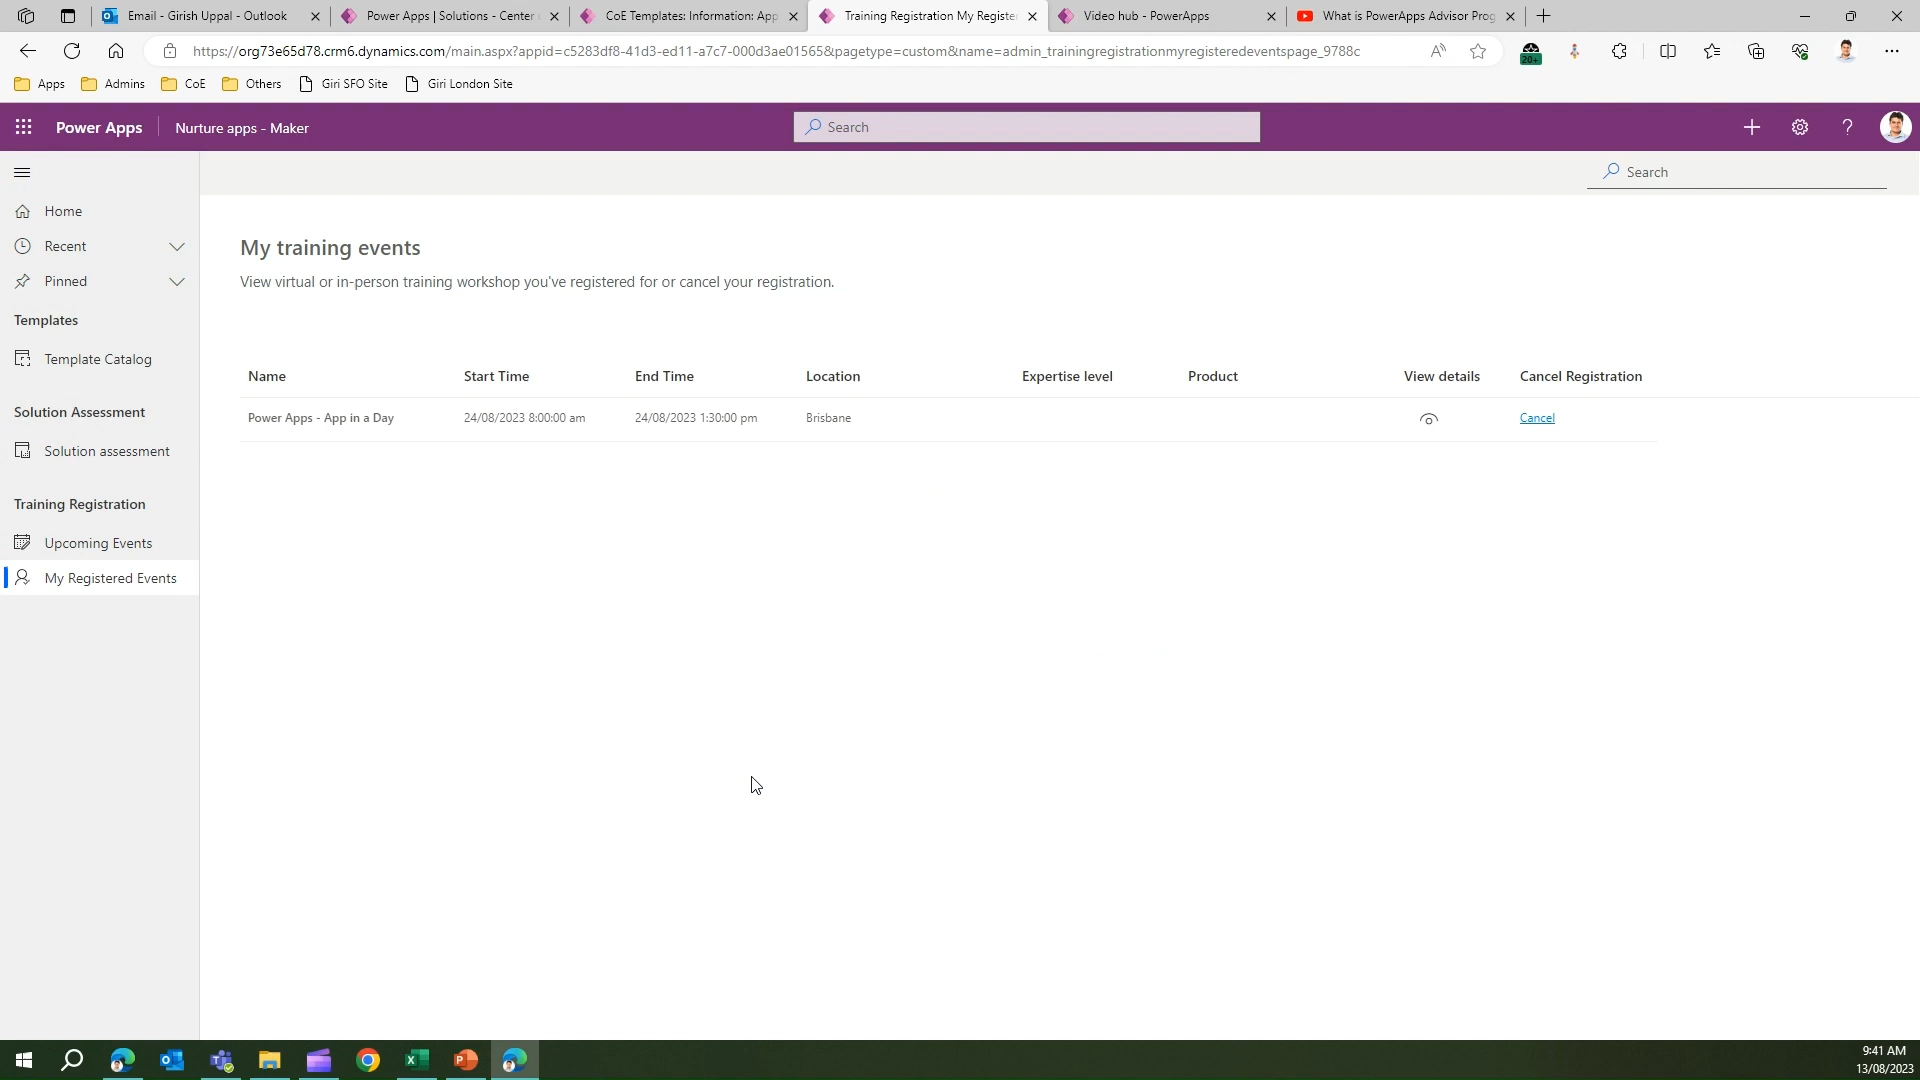 Email - Girish Uppal - Outlook
Power Apps | Solutions - Center
CoE Templates: Information: App
Training Registration My Register
Video hub - PowerApps
What is PowerApps Advisor Prog
https://org73e65d78.crm6.dynamics.com/main.aspx?appid=c5283df8-41d3-ed11-a7c7-000d3ae01565&pagetype=custom&name=admin_trainingregistrationmyregisteredeventspage_9788c
20+
Apps
Admins
CoE
Others
Giri SFO Site
Giri London Site
Power Apps
Nurture apps - Maker
Search
Search
Home
Recent
Pinned
Templates
Template Catalog
Solution Assessment
Solution assessment
Training Registration
Upcoming Events
My Registered Events
My training events
View virtual or in-person training workshop you've registered for or cancel your registration.
Name Start Time End Time Location Expertise level Product View details Cancel Registration
Power Apps - App in a Day 24/08/2023 8:00:00 am 24/08/2023 1:30:00 pm Brisbane Cancel
9:41 AM
13/08/2023